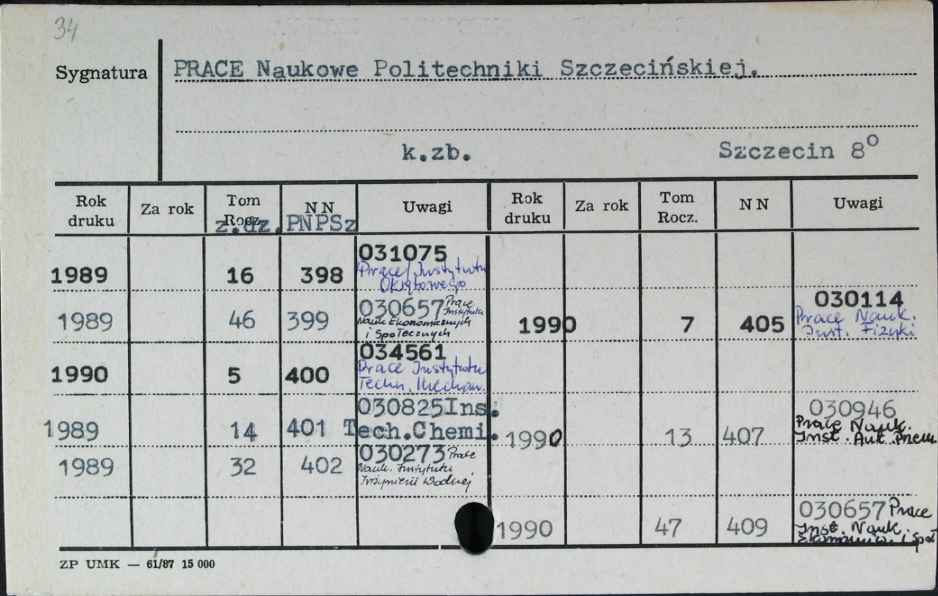 34
Sygnatura
PRACE Naukowe Politechniki Szczecińskiej.
k.zb. Szczecin 8°
Rok druku Za rok Tom Rocz. NN Uwagi Rok druku Za rok Tom Rocz. NN Uwagi
z.dz. PNPSz
1989 16 398 031075
Prace Instytutu
Okrętowego
1989 46 399 030657 Prace
Instytutu
Nauk Ekonomicznych
i Społecznych
1990 5 400 034561
Prace Instytutu
Techn. Mechan.
1989 14 401 030825Ins.
Tech.Chemi.
1989 32 402 030273 Prace
Nauk. Instytutu
Inżynierii Wodnej
1990 7 405 030114
Prace Nauk.
Inst. Fizyki
1990 13 407 030946
Prace Nauk.
Inst. Aut. Przem
1990 47 409 030657 Prace
Inst. Nauk.
Ekonomicz. i Społ
ZP UMK — 61/87 15 000